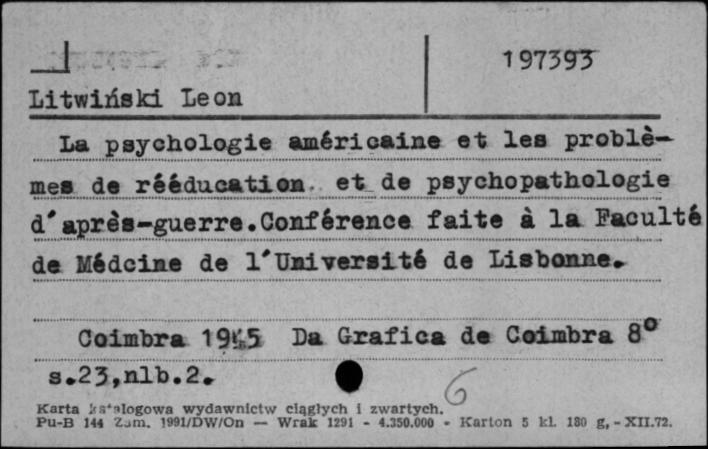 197393
Litwiński Leon
La psychologie américaine et les problè-
mes de rééducation et de psychopathologie
d'après-guerre.Conférence faite à la Faculté
de Médcine de l'Université de Lisbonne.
Coimbra 1945 Da Grafica de Coimbra 8°
s.23,nlb.2.
6
Karta katalogowa wydawnictw ciągłych i zwartych.
Pu-B 144 Zam. 1991/DW/On — Wrak 1291 - 4.350.000 - Karton 5 kl. 180 g, - XII.72.